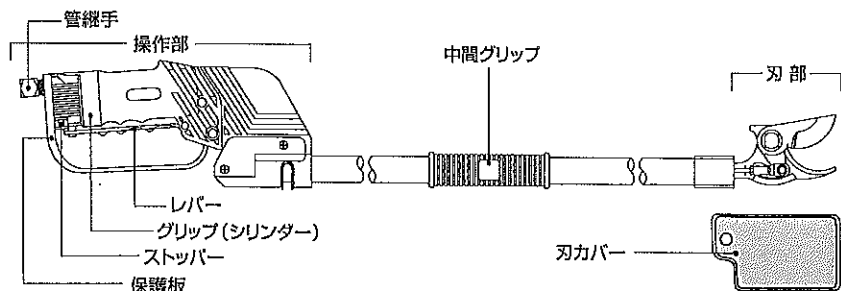 管継手
操作部
中間グリップ
刃部
レバー
グリップ(シリンダー)
ストッパー
保護板
刃カバー